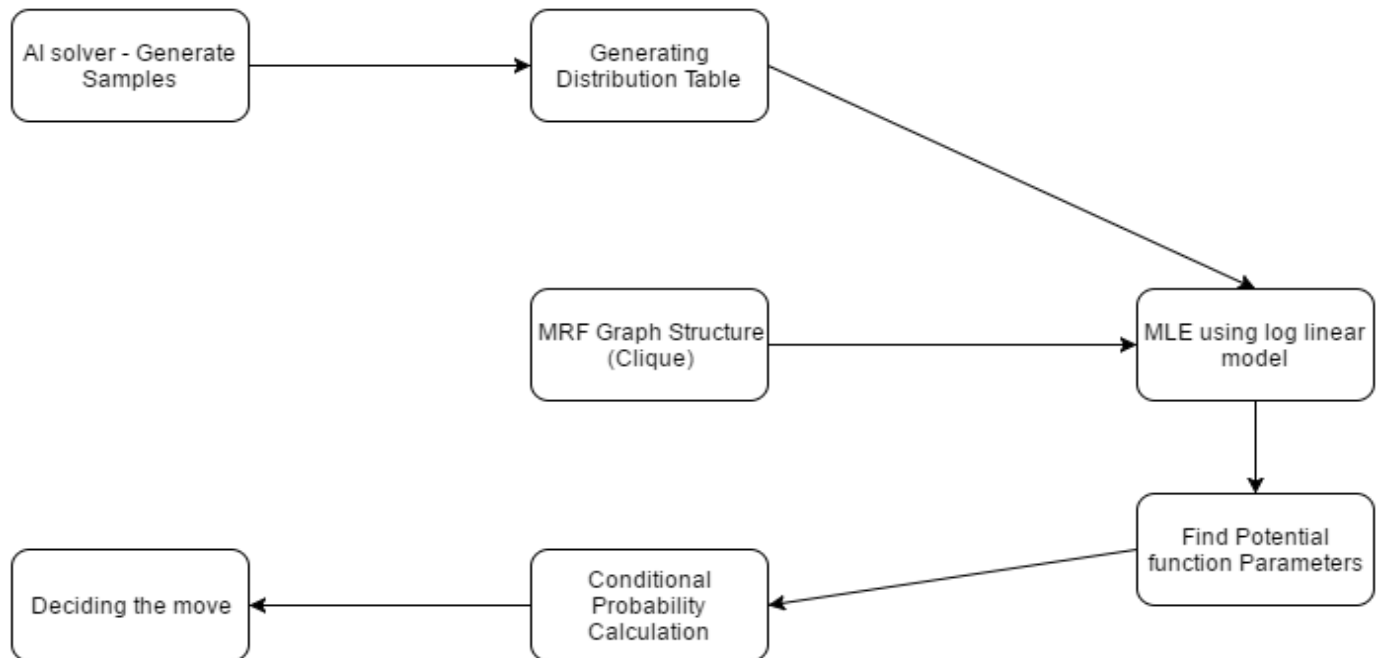 AI solver - Generate
Samples
Generating
Distribution Table
MRF Graph Structure
(Clique)
MLE using log linear
model
Find Potential
function Parameters
Conditional
Probability
Calculation
Deciding the move